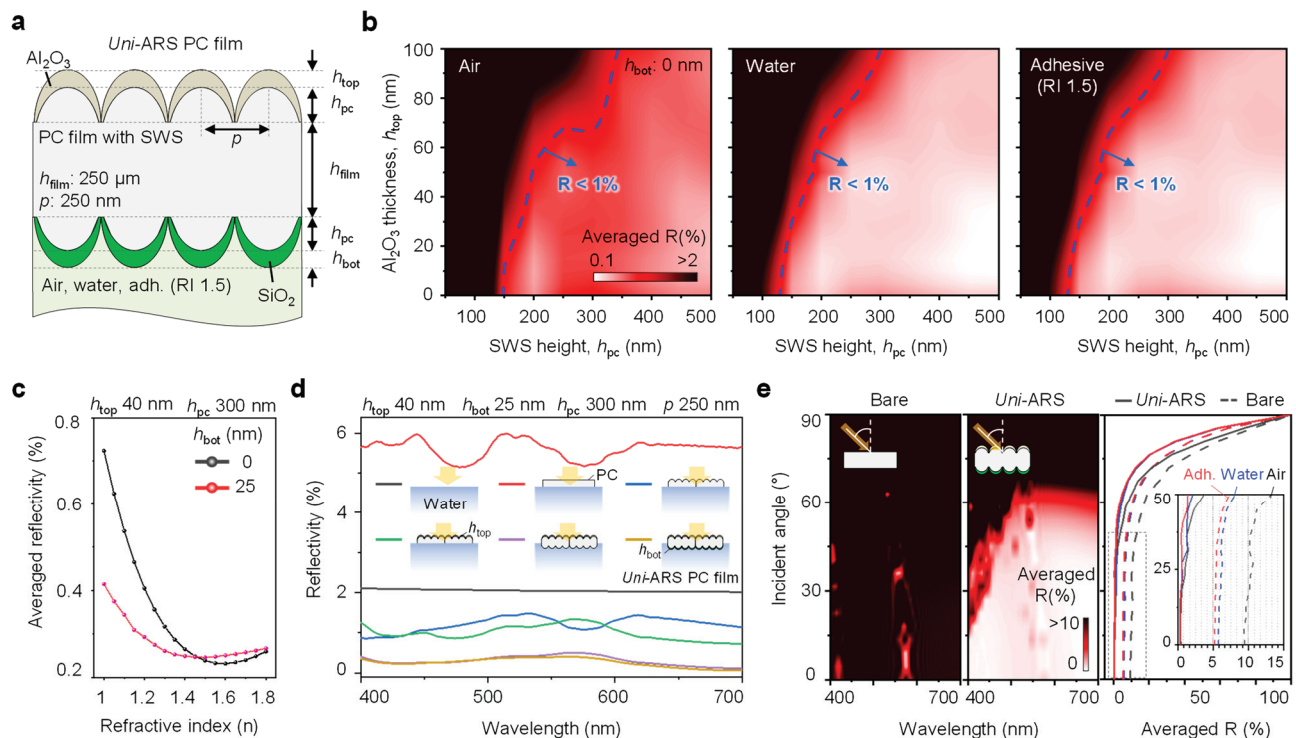 a
Uni-ARS PC film
Al2O3
htop
hpc
PC film with SWS
p
hfilm
hfilm: 250 µm
p: 250 nm
hpc
hbot
Air, water, adh. (RI 1.5)
SiO2
b
Air
hbot: 0 nm
Water
Adhesive
(RI 1.5)
Al2O3 thickness, htop (nm)
100
80
60
40
20
0
R < 1%
R < 1%
R < 1%
Averaged R(%)
0.1
>2
100
200
300
400
500
100
200
300
400
500
100
200
300
400
500
SWS height, hpc (nm)
SWS height, hpc (nm)
SWS height, hpc (nm)
c
htop 40 nm
hpc 300 nm
hbot (nm)
0
25
Averaged reflectivity (%)
0.8
0.6
0.4
0.2
1
1.2
1.4
1.6
1.8
Refractive index (n)
d
htop 40 nm
hbot 25 nm
hpc 300 nm
p 250 nm
Reflectivity (%)
6
5
4
3
2
1
0
Water
PC
htop
hbot
Uni-ARS PC film
400
500
600
700
Wavelength (nm)
e
Bare
Uni-ARS
Uni-ARS
Bare
Incident angle (°)
90
60
30
0
Averaged
R(%)
>10
0
400
700
400
700
Wavelength (nm)
Adh.
Water
Air
50
25
0
0
5
10
15
0
50
100
Averaged R (%)